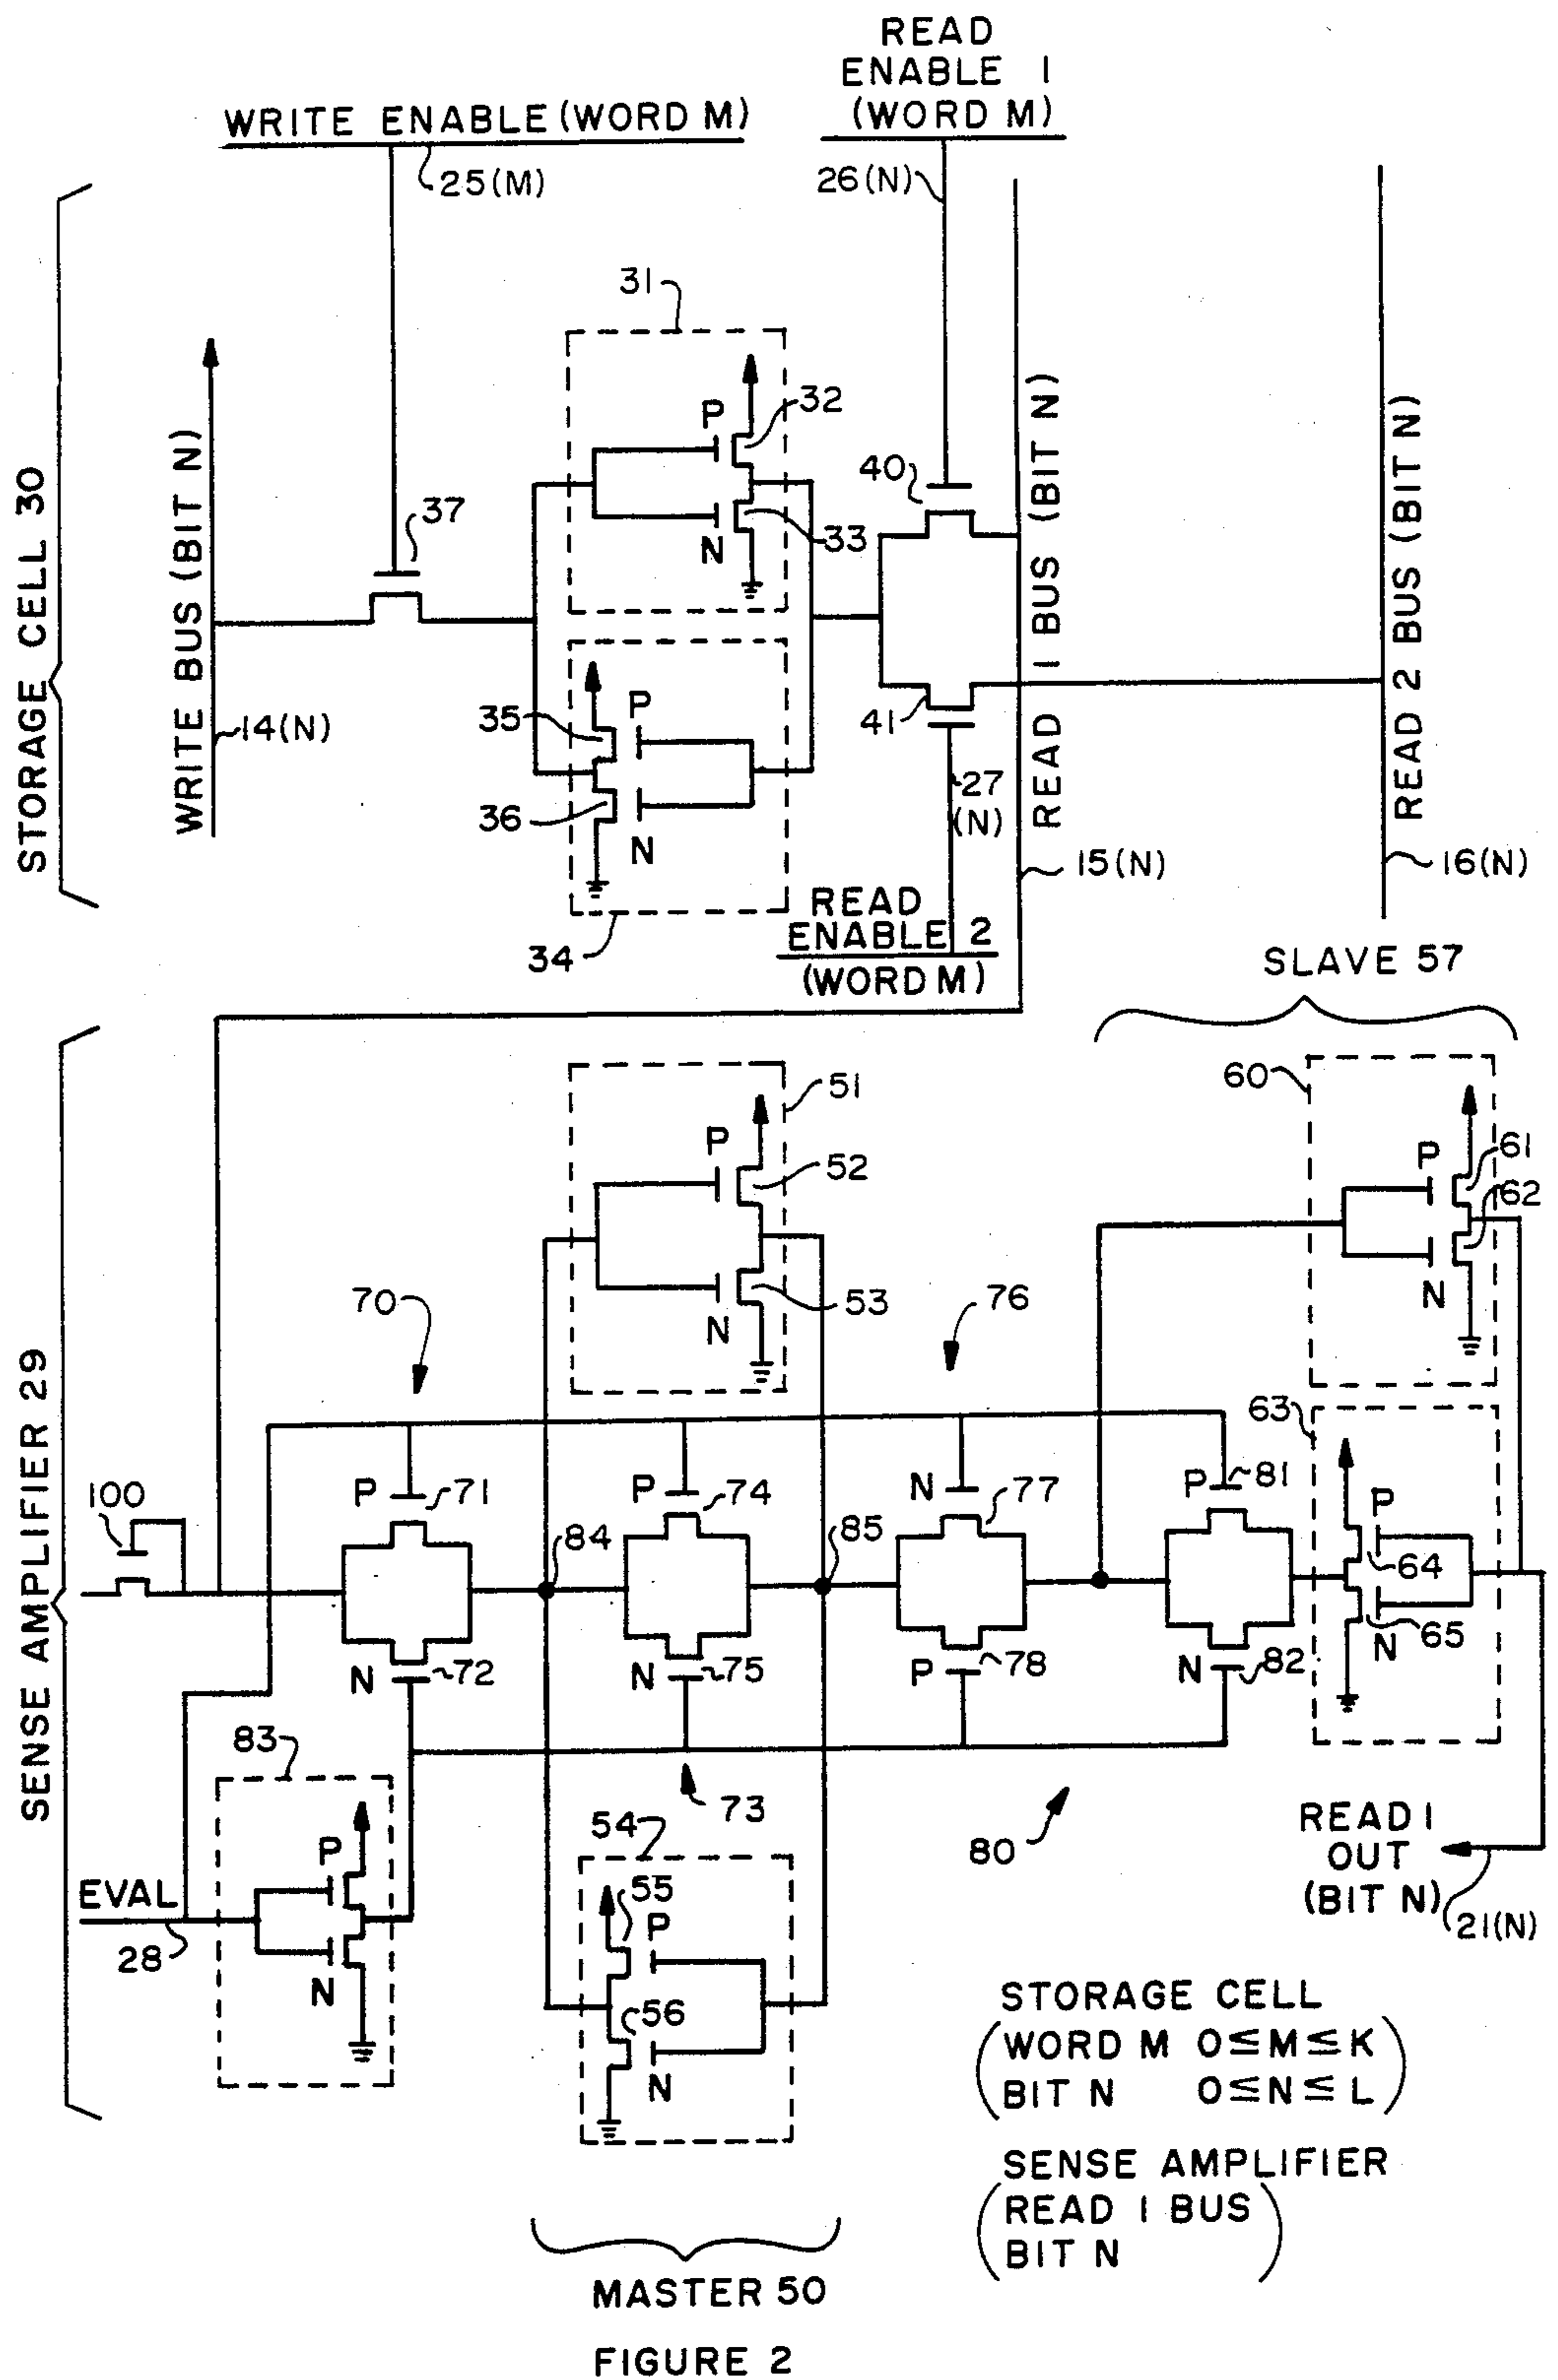 READ
ENABLE 1
(WORD M)
WRITE ENABLE (WORD M)
25(M)
26(N)
STORAGE CELL 30
WRITE BUS (BIT N)
14(N)
37
31
P
32
N
33
40
41
READ 1 BUS (BIT N)
READ 2 BUS (BIT N)
35
P
36
N
34
27
(N)
15(N)
16(N)
READ
ENABLE 2
(WORD M)
SLAVE 57
SENSE AMPLIFIER 29
51
P
52
N
53
60
P
61
62
N
70
76
63
100
P
71
84
P
74
85
N
77
P
81
P
64
N
72
N
75
P
78
N
82
N
65
83
P
N
EVAL
28
73
54
55
P
56
N
80
READ 1
OUT
(BIT N)
21(N)
STORAGE CELL
(WORD M 0≤M≤K
BIT N 0≤N≤L)
SENSE AMPLIFIER
(READ 1 BUS
BIT N)
MASTER 50
FIGURE 2